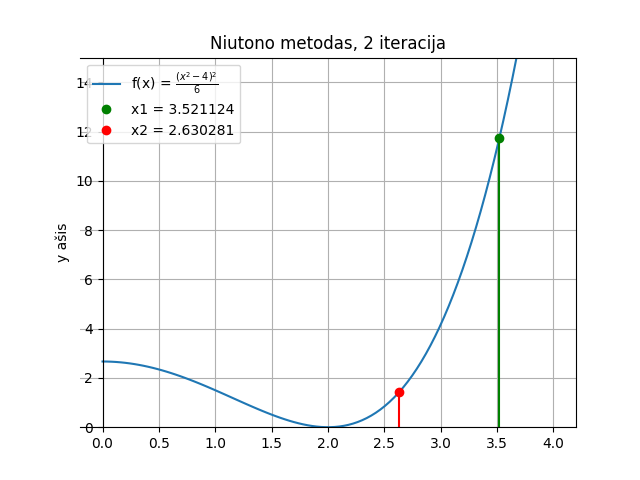 Niutono metodas, 2 iteracija
f(x) = (x²−4)²/6
x1 = 3.521124
x2 = 2.630281
y ašis
14
12
10
8
6
4
2
0
0.0 0.5 1.0 1.5 2.0 2.5 3.0 3.5 4.0